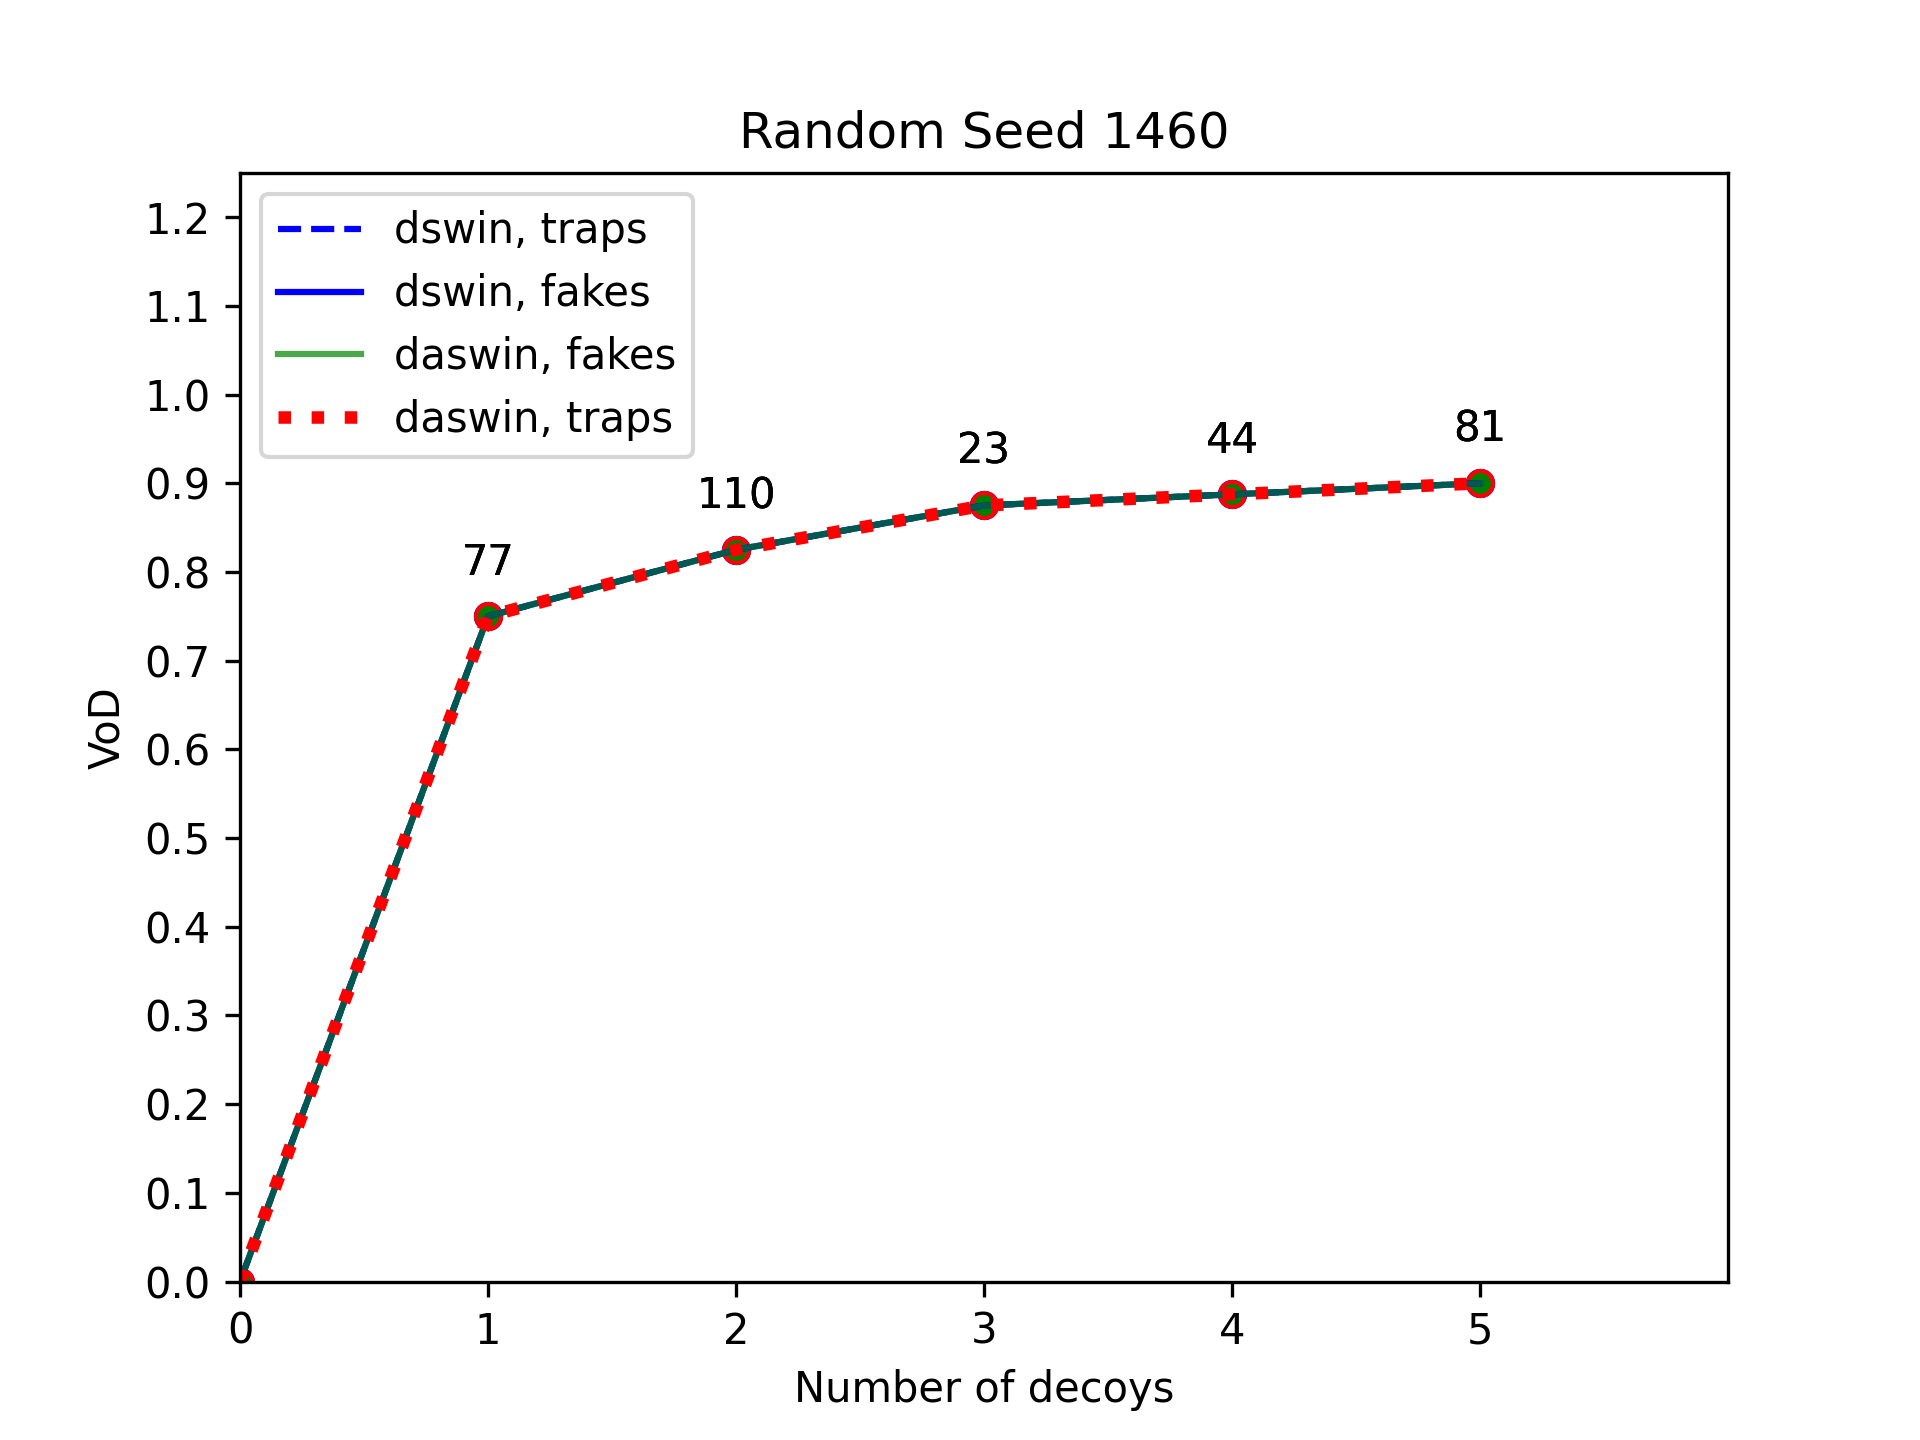 Random Seed 1460
dswin, traps
dswin, fakes
daswin, fakes
daswin, traps
1.2
1.1
1.0
0.9
0.8
0.7
0.6
0.5
0.4
0.3
0.2
0.1
0.0
VoD
77
110
23
44
81
0 1 2 3 4 5
Number of decoys